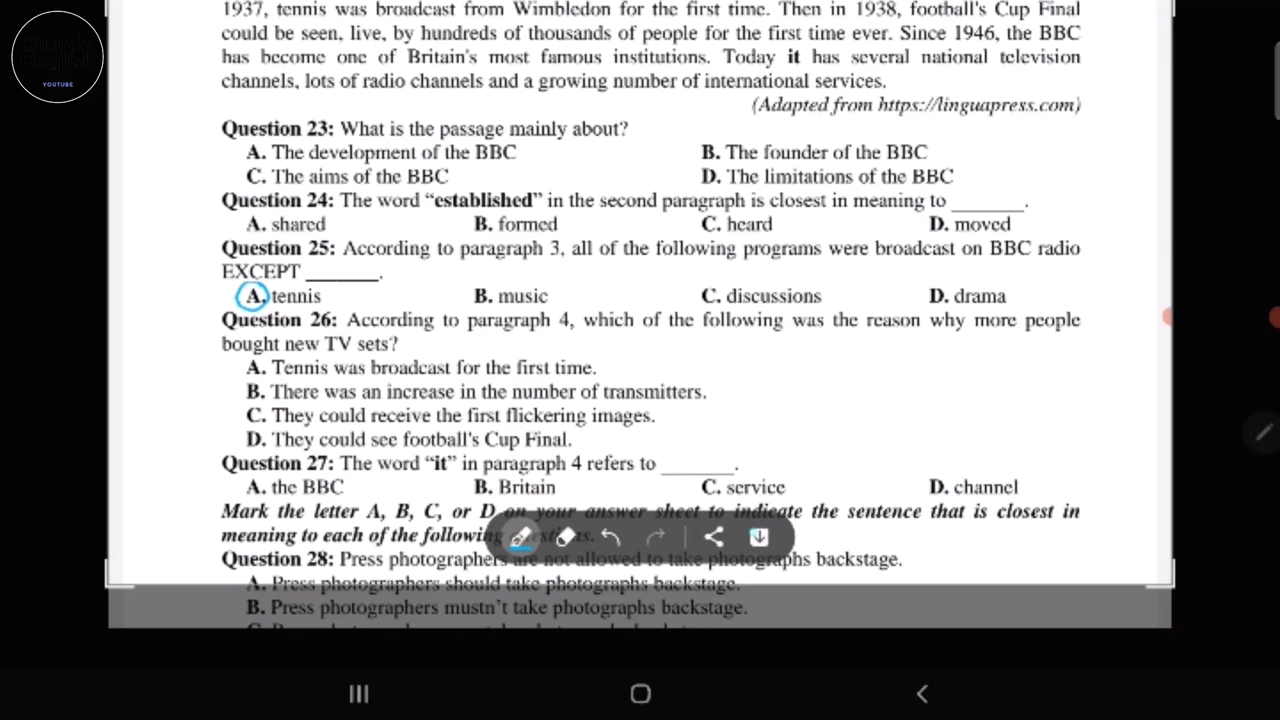 1937, tennis was broadcast from Wimbledon for the first time. Then in 1938, football's Cup Final
could be seen, live, by hundreds of thousands of people for the first time ever. Since 1946, the BBC
has become one of Britain's most famous institutions. Today it has several national television
channels, lots of radio channels and a growing number of international services.
(Adapted from https://linguapress.com)
YOUTUBE
Question 23: What is the passage mainly about?
A. The development of the BBC B. The founder of the BBC
C. The aims of the BBC D. The limitations of the BBC
Question 24: The word “established” in the second paragraph is closest in meaning to _______.
A. shared B. formed C. heard D. moved
Question 25: According to paragraph 3, all of the following programs were broadcast on BBC radio
EXCEPT _______.
A. tennis B. music C. discussions D. drama
Question 26: According to paragraph 4, which of the following was the reason why more people
bought new TV sets?
A. Tennis was broadcast for the first time.
B. There was an increase in the number of transmitters.
C. They could receive the first flickering images.
D. They could see football's Cup Final.
Question 27: The word “it” in paragraph 4 refers to _______.
A. the BBC B. Britain C. service D. channel
Mark the letter A, B, C, or D on your answer sheet to indicate the sentence that is closest in
meaning to each of the following questions.
Question 28: Press photographers are not allowed to take photographs backstage.
A. Press photographers should take photographs backstage.
B. Press photographers mustn't take photographs backstage.